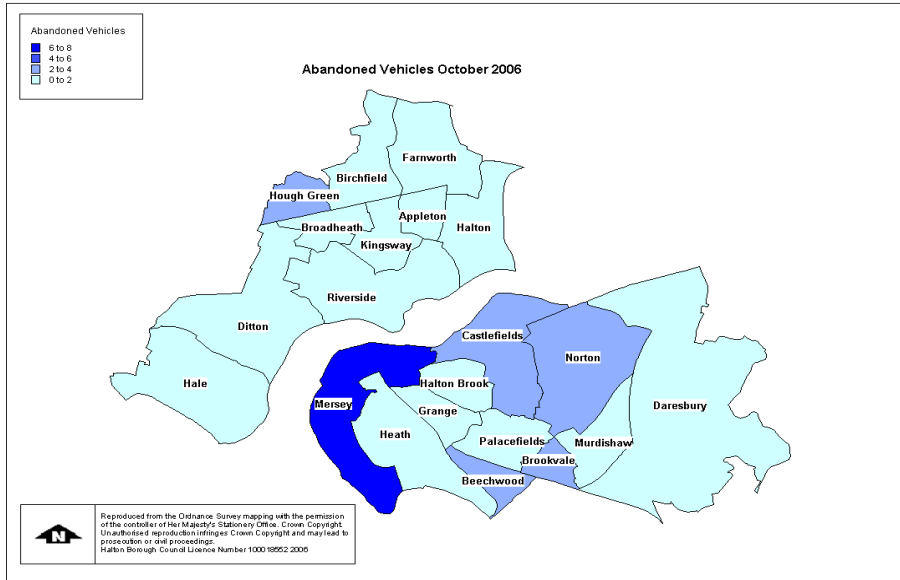 Abandoned Vehicles
6 to 8
4 to 6
2 to 4
0 to 2
Abandoned Vehicles October 2006
Farnworth
Birchfield
Hough Green
Appleton
Broadheath
Halton
Kingsway
Riverside
Ditton
Castlefields
Norton
Hale
Halton Brook
Mersey
Grange
Daresbury
Heath
Palacefields
Murdishaw
Brookvale
Beechwood
N
Reproduced from the Ordnance Survey mapping with the permission
of the controller of Her Majesty's Stationery Office. Crown Copyright.
Unauthorised reproduction infringes Crown Copyright and may lead to
prosecution or civil proceedings.
Halton Borough Council Licence Number 100018552 2006